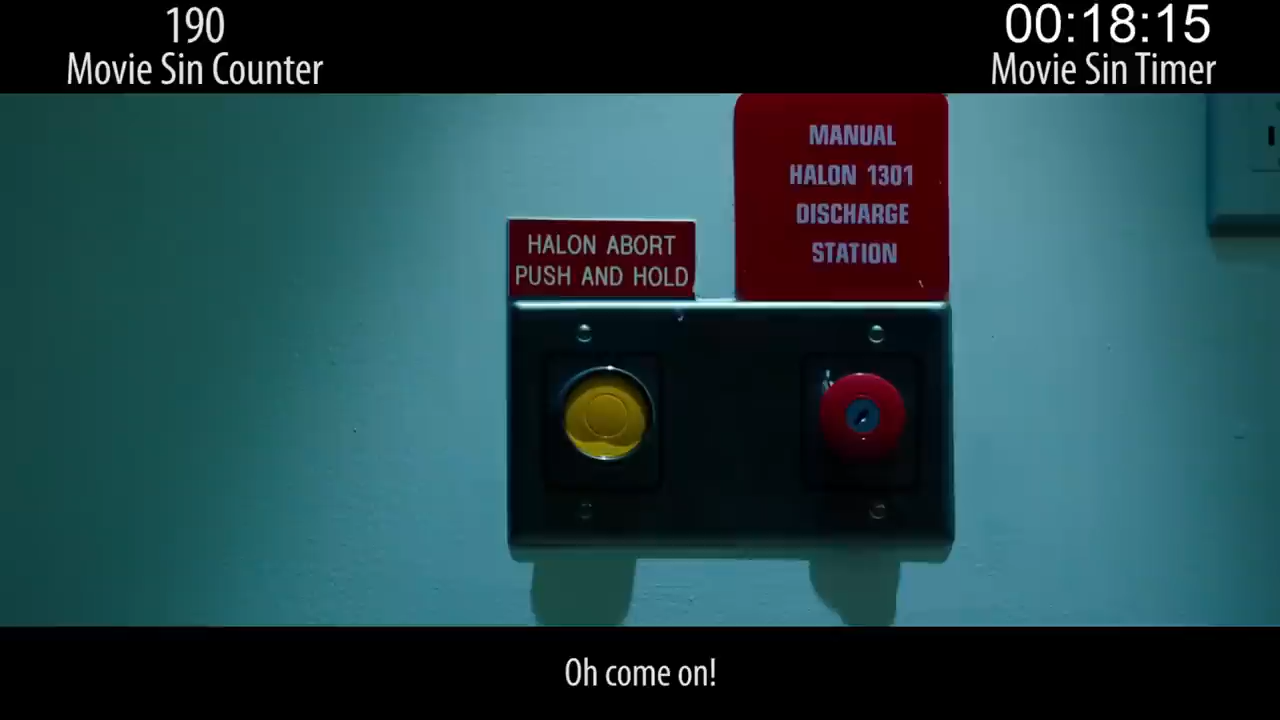 190
Movie Sin Counter
00:18:15
Movie Sin Timer
MANUAL
HALON 1301
DISCHARGE
STATION
HALON ABORT
PUSH AND HOLD
Oh come on!